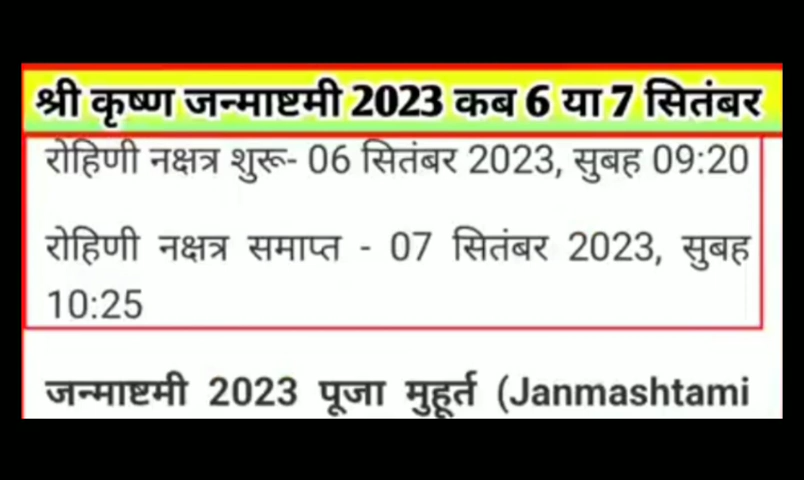 श्री कृष्ण जन्माष्टमी 2023 कब 6 या 7 सितंबर
रोहिणी नक्षत्र शुरू- 06 सितंबर 2023, सुबह 09:20
रोहिणी नक्षत्र समाप्त - 07 सितंबर 2023, सुबह
10:25
जन्माष्टमी 2023 पूजा मुहूर्त (Janmashtami